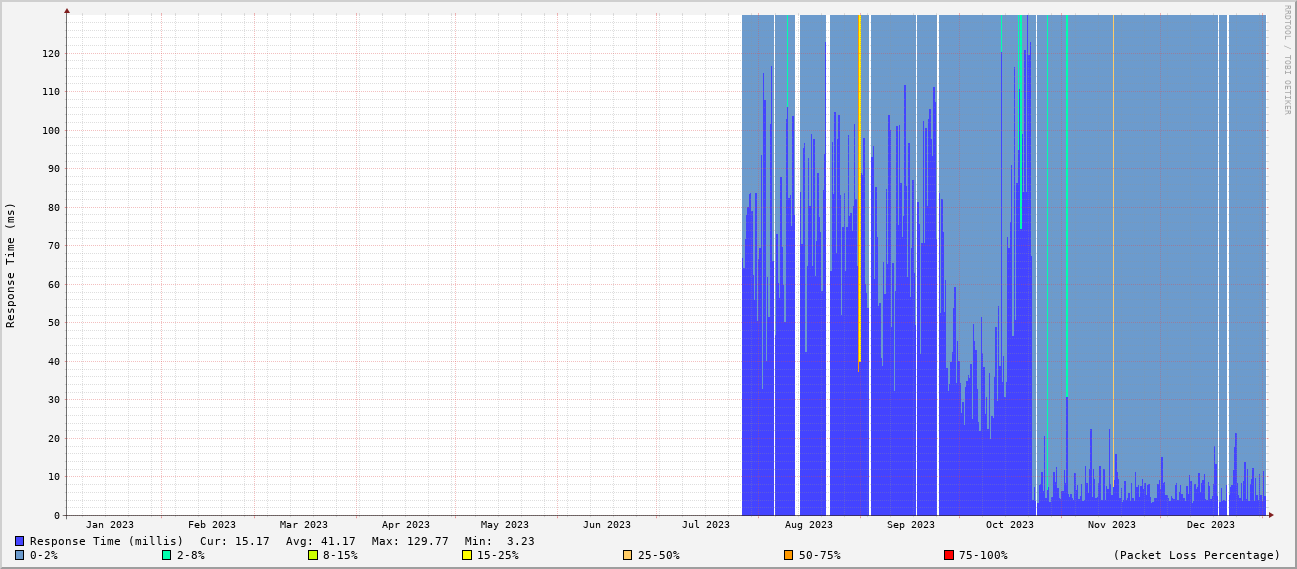 RRDTOOL / TOBI OETIKER
Response Time (ms)
120
110
100
90
80
70
60
50
40
30
20
10
0
Jan 2023 Feb 2023 Mar 2023 Apr 2023 May 2023 Jun 2023 Jul 2023 Aug 2023 Sep 2023 Oct 2023 Nov 2023 Dec 2023
Response Time (millis) Cur: 15.17 Avg: 41.17 Max: 129.77 Min: 3.23
0-2% 2-8% 8-15% 15-25% 25-50% 50-75% 75-100% (Packet Loss Percentage)